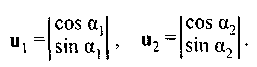 u₁ = |cos α₁ sin α₁|, u₂ = |cos α₂ sin α₂|.